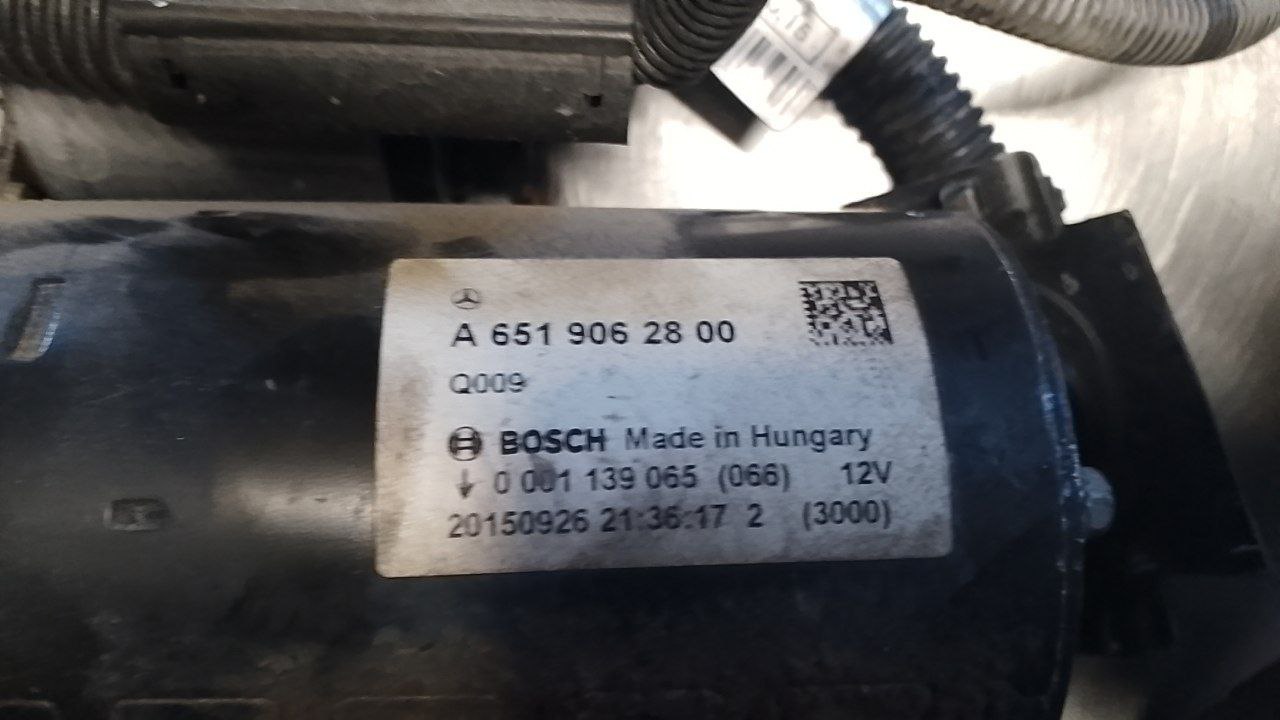 A 651 906 28 00
Q009
BOSCH Made in Hungary
↓ 0 001 139 065 (066) 12V
20150926 21:36:17 2 (3000)